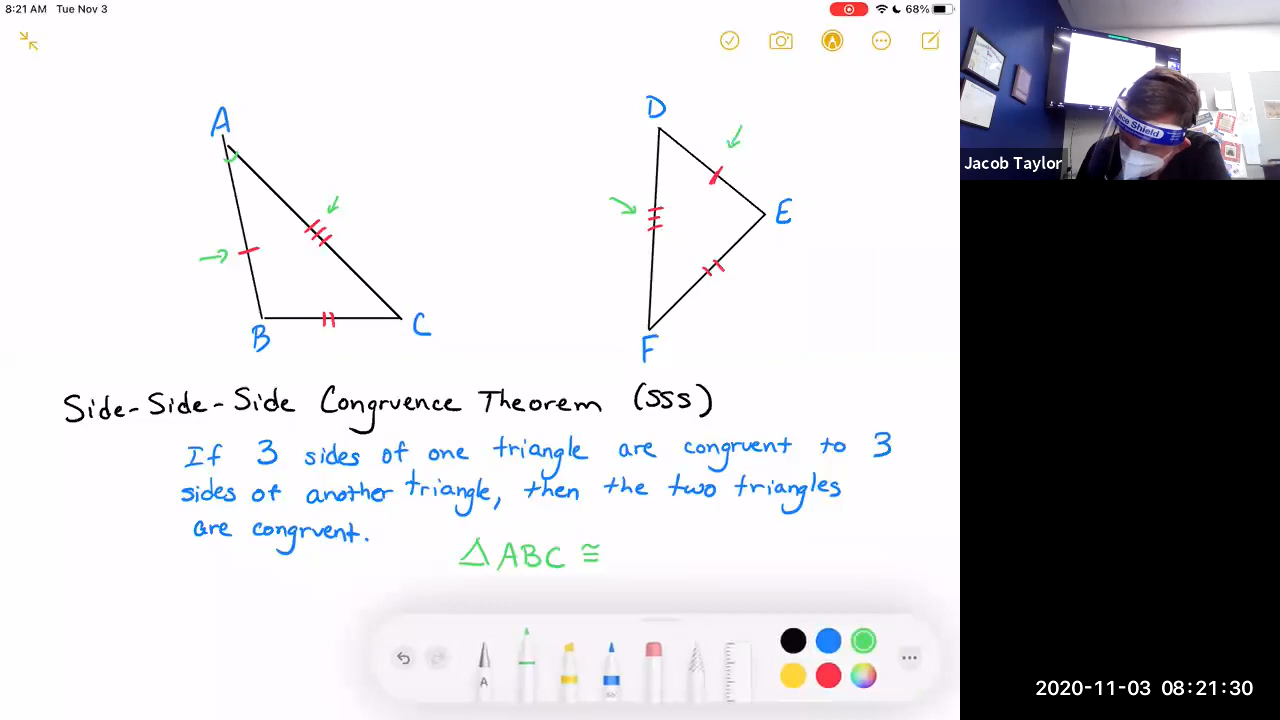 8:21 AM Tue Nov 3
68%
A
D
E
Face Shield
Jacob Taylor
B
C
F
Side-Side-Side Congruence Theorem (SSS)
If 3 sides of one triangle are congruent to 3
sides of another triangle, then the two triangles
are congruent.
△ABC ≅
A
2020-11-03 08:21:30